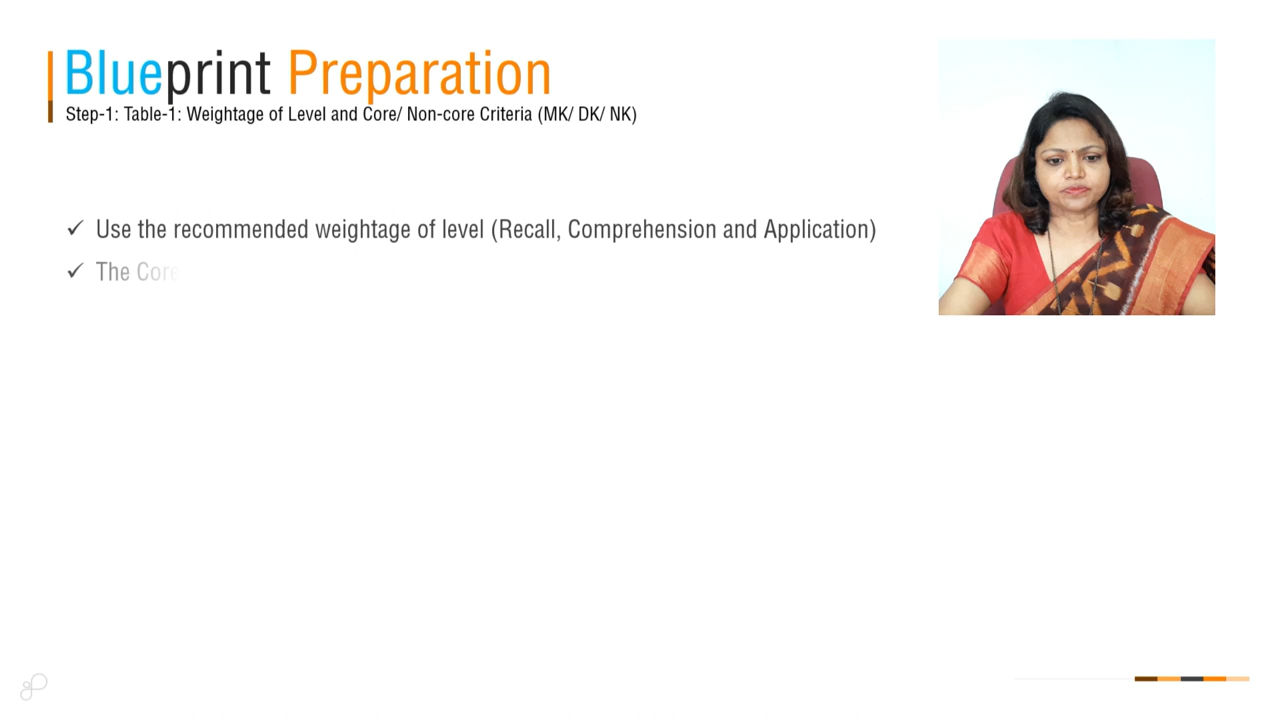 Blueprint Preparation
Step-1: Table-1: Weightage of Level and Core/ Non-core Criteria (MK/ DK/ NK)
✓ Use the recommended weightage of level (Recall, Comprehension and Application)
✓ The Core